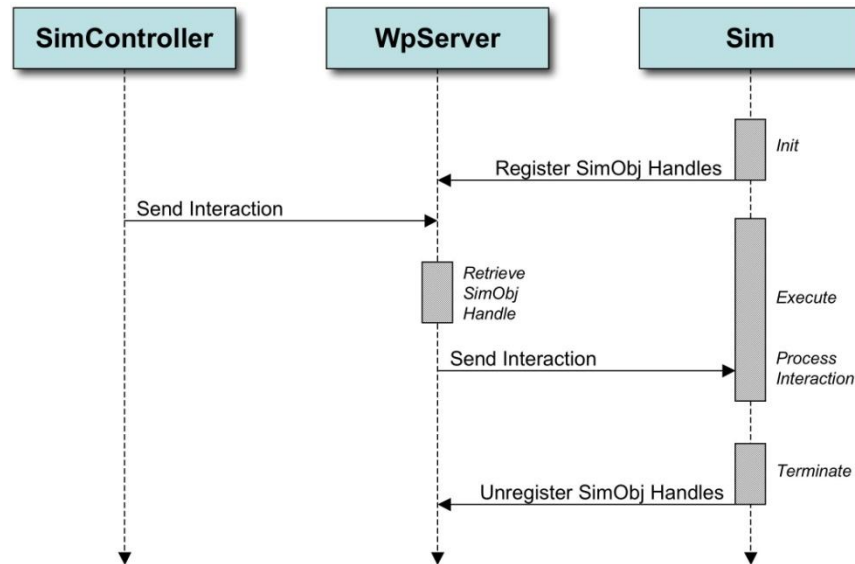 SimController
WpServer
Sim
Init
Register SimObj Handles
Send Interaction
Retrieve
SimObj
Handle
Execute
Send Interaction
Process
Interaction
Terminate
Unregister SimObj Handles